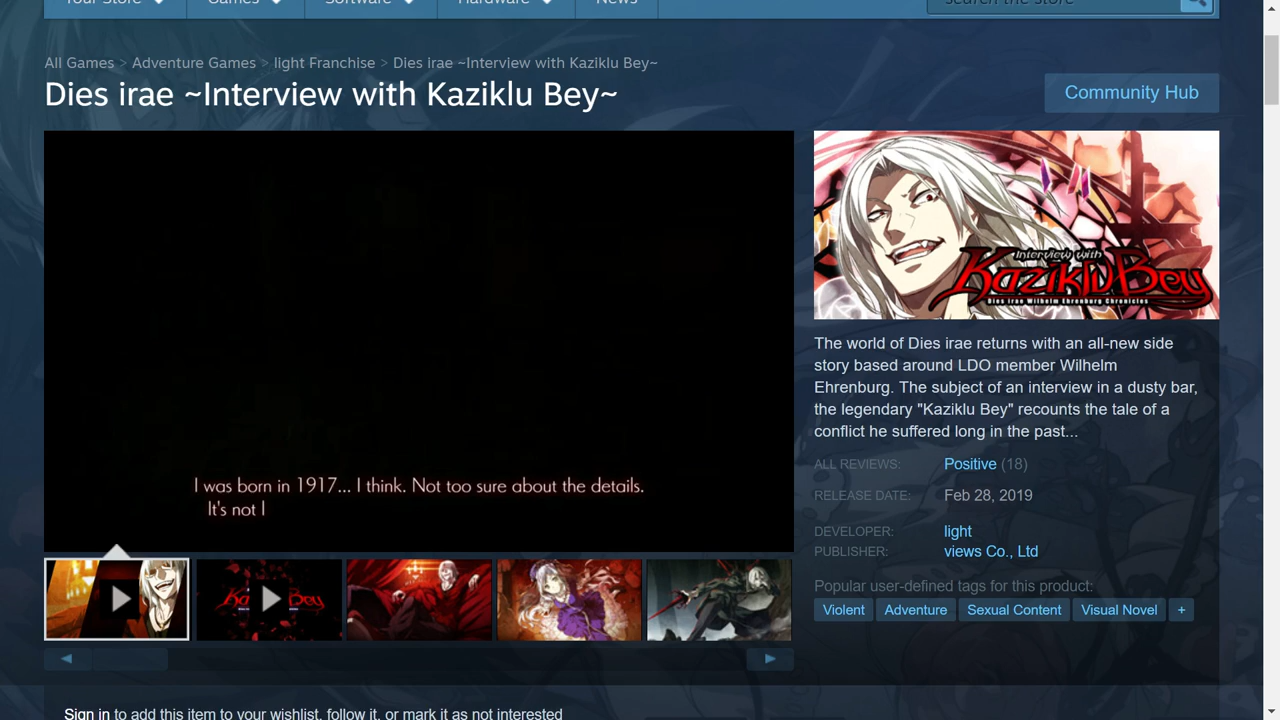 Your Store Games Software Hardware News
search the store
All Games > Adventure Games > light Franchise > Dies irae ~Interview with Kaziklu Bey~
Dies irae ~Interview with Kaziklu Bey~
Community Hub
I was born in 1917... I think. Not too sure about the details.
It's not l
Interview with
Kaziklu Bey
Dies irae Wilhelm Ehrenburg Chronicles
The world of Dies irae returns with an all-new side
story based around LDO member Wilhelm
Ehrenburg. The subject of an interview in a dusty bar,
the legendary "Kaziklu Bey" recounts the tale of a
conflict he suffered long in the past...
ALL REVIEWS: Positive (18)
RELEASE DATE: Feb 28, 2019
DEVELOPER: light
PUBLISHER: views Co., Ltd
Popular user-defined tags for this product:
Violent Adventure Sexual Content Visual Novel +
Kaziklu Bey
Sign in to add this item to your wishlist, follow it, or mark it as not interested